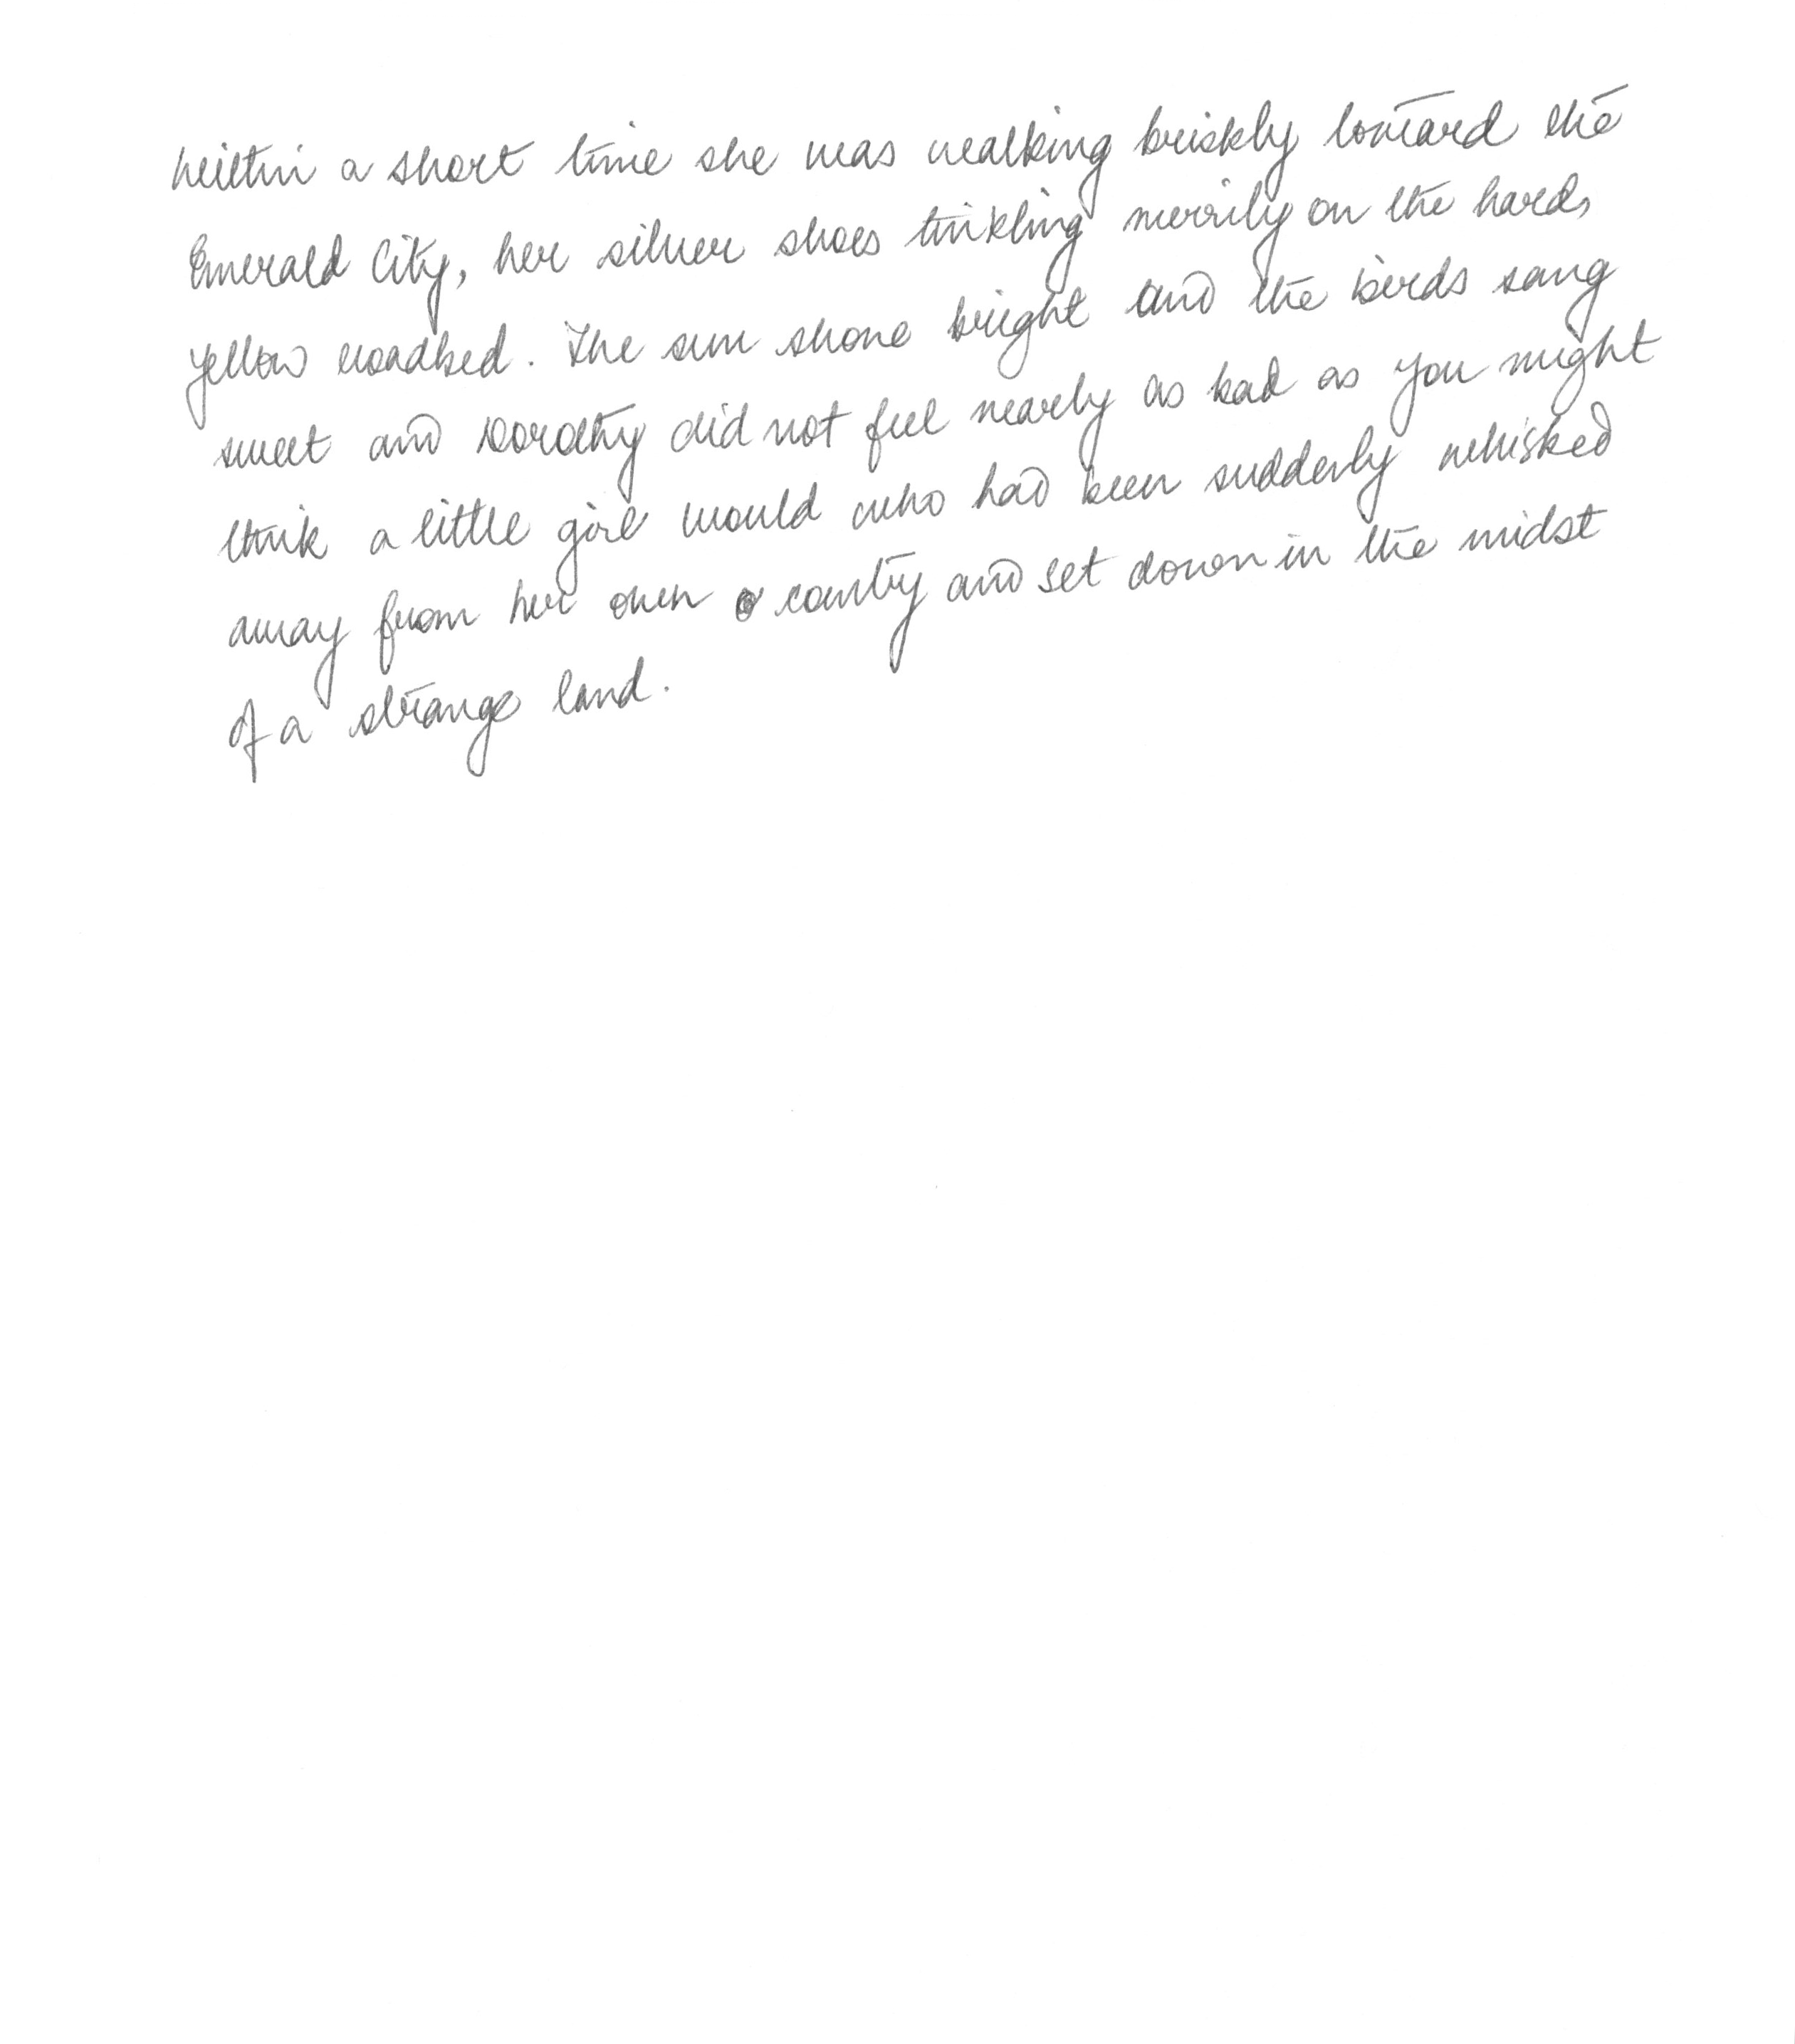 Within a short time she was walking briskly toward the
Emerald City, her silver shoes tinkling merrily on the hard,
yellow roadbed. The sun shone bright and the birds sang
sweet and Dorothy did not feel nearly as bad as you might
think a little girl would who had been suddenly whisked
away from her own country and set down in the midst
of a strange land.